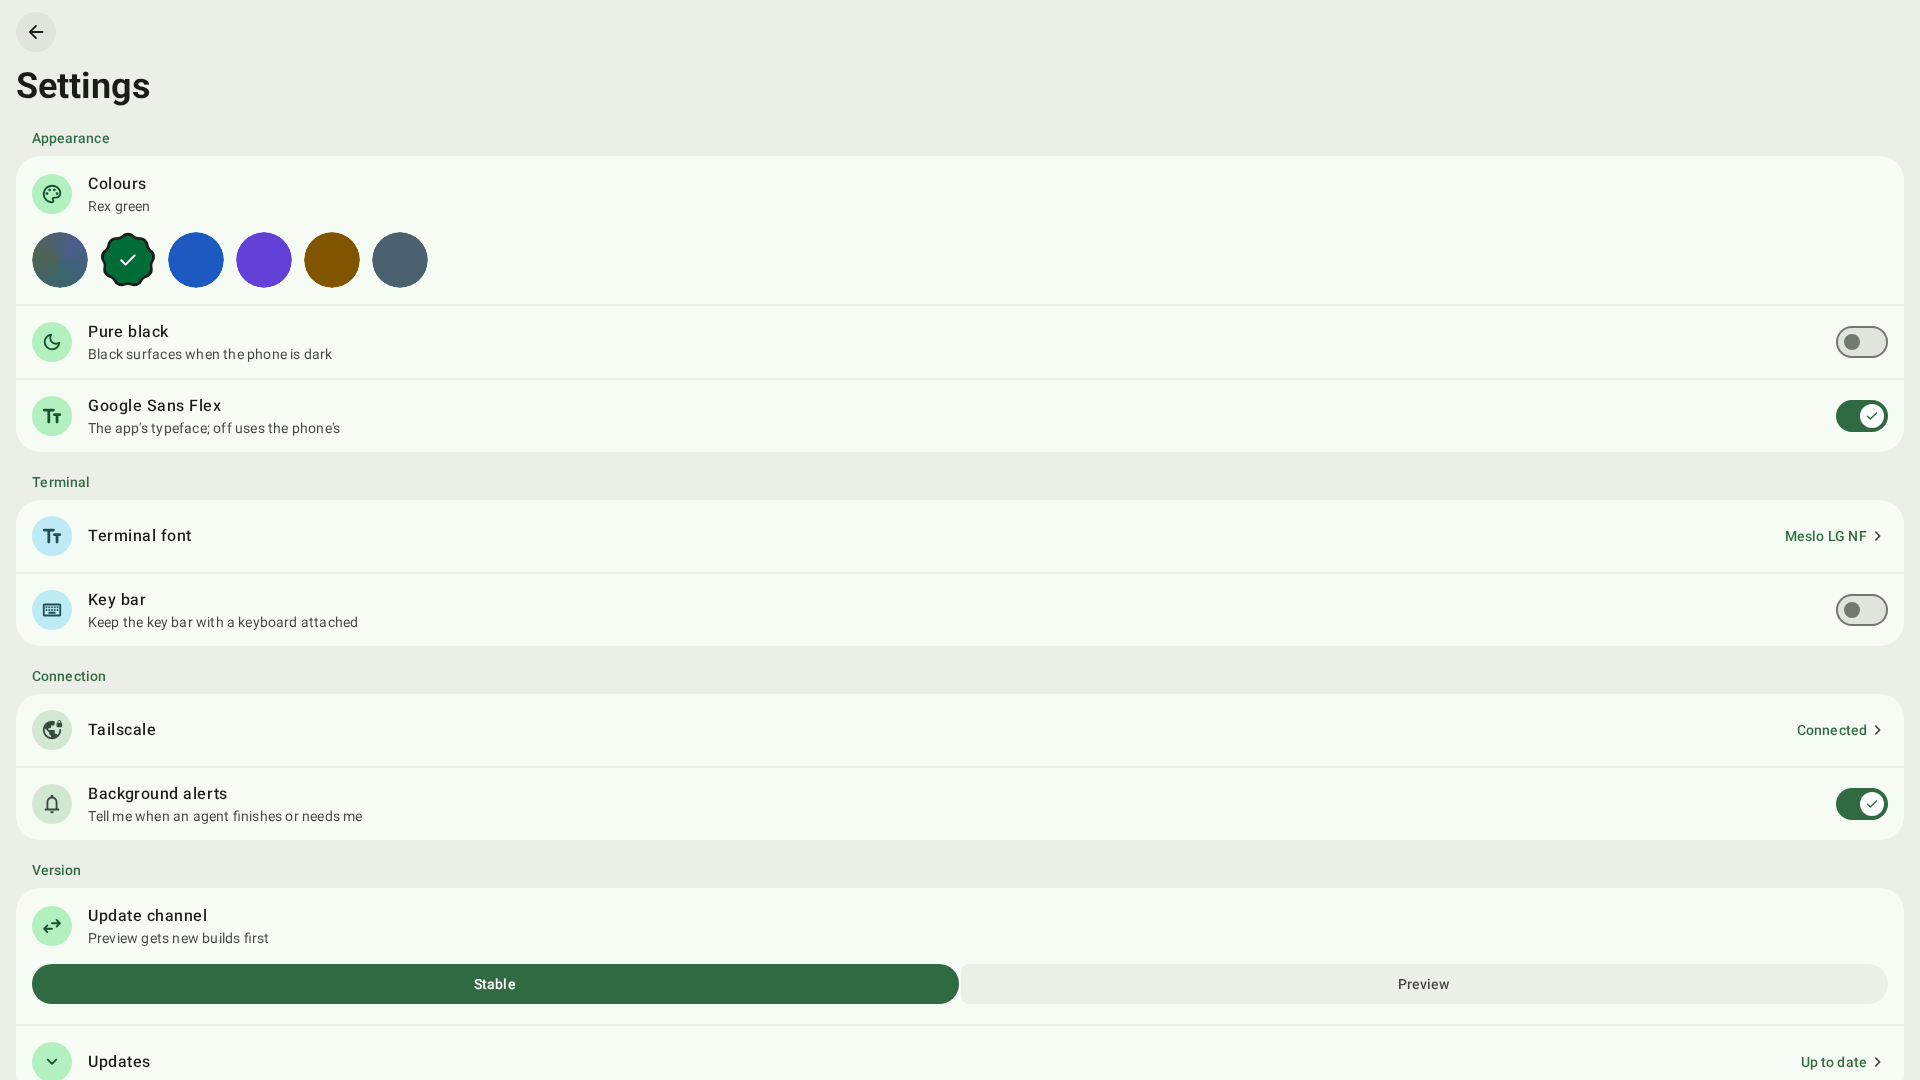 Settings
Appearance
Colours
Rex green
Pure black
Black surfaces when the phone is dark
Google Sans Flex
The app's typeface; off uses the phone's
Terminal
Terminal font
Meslo LG NF
Key bar
Keep the key bar with a keyboard attached
Connection
Tailscale
Connected
Background alerts
Tell me when an agent finishes or needs me
Version
Update channel
Preview gets new builds first
Stable
Preview
Updates
Up to date